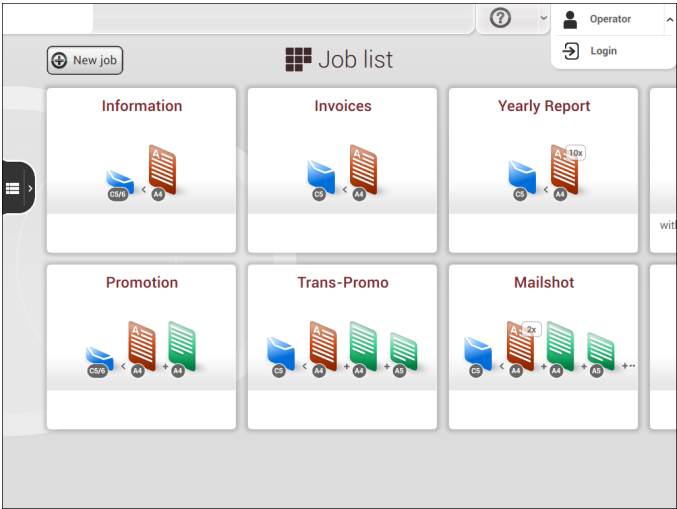 Operator
Login
New job
Job list
Information
A
C5/6 < A4
Invoices
A
C5 < A4
Yearly Report
A 10x
C5 < A4
with
Promotion
A
C5/6 < A4 + A4
Trans-Promo
A
C5 < A4 + A4 + A5
Mailshot
A 2x
C5 < A4 + A4 + A5 +··